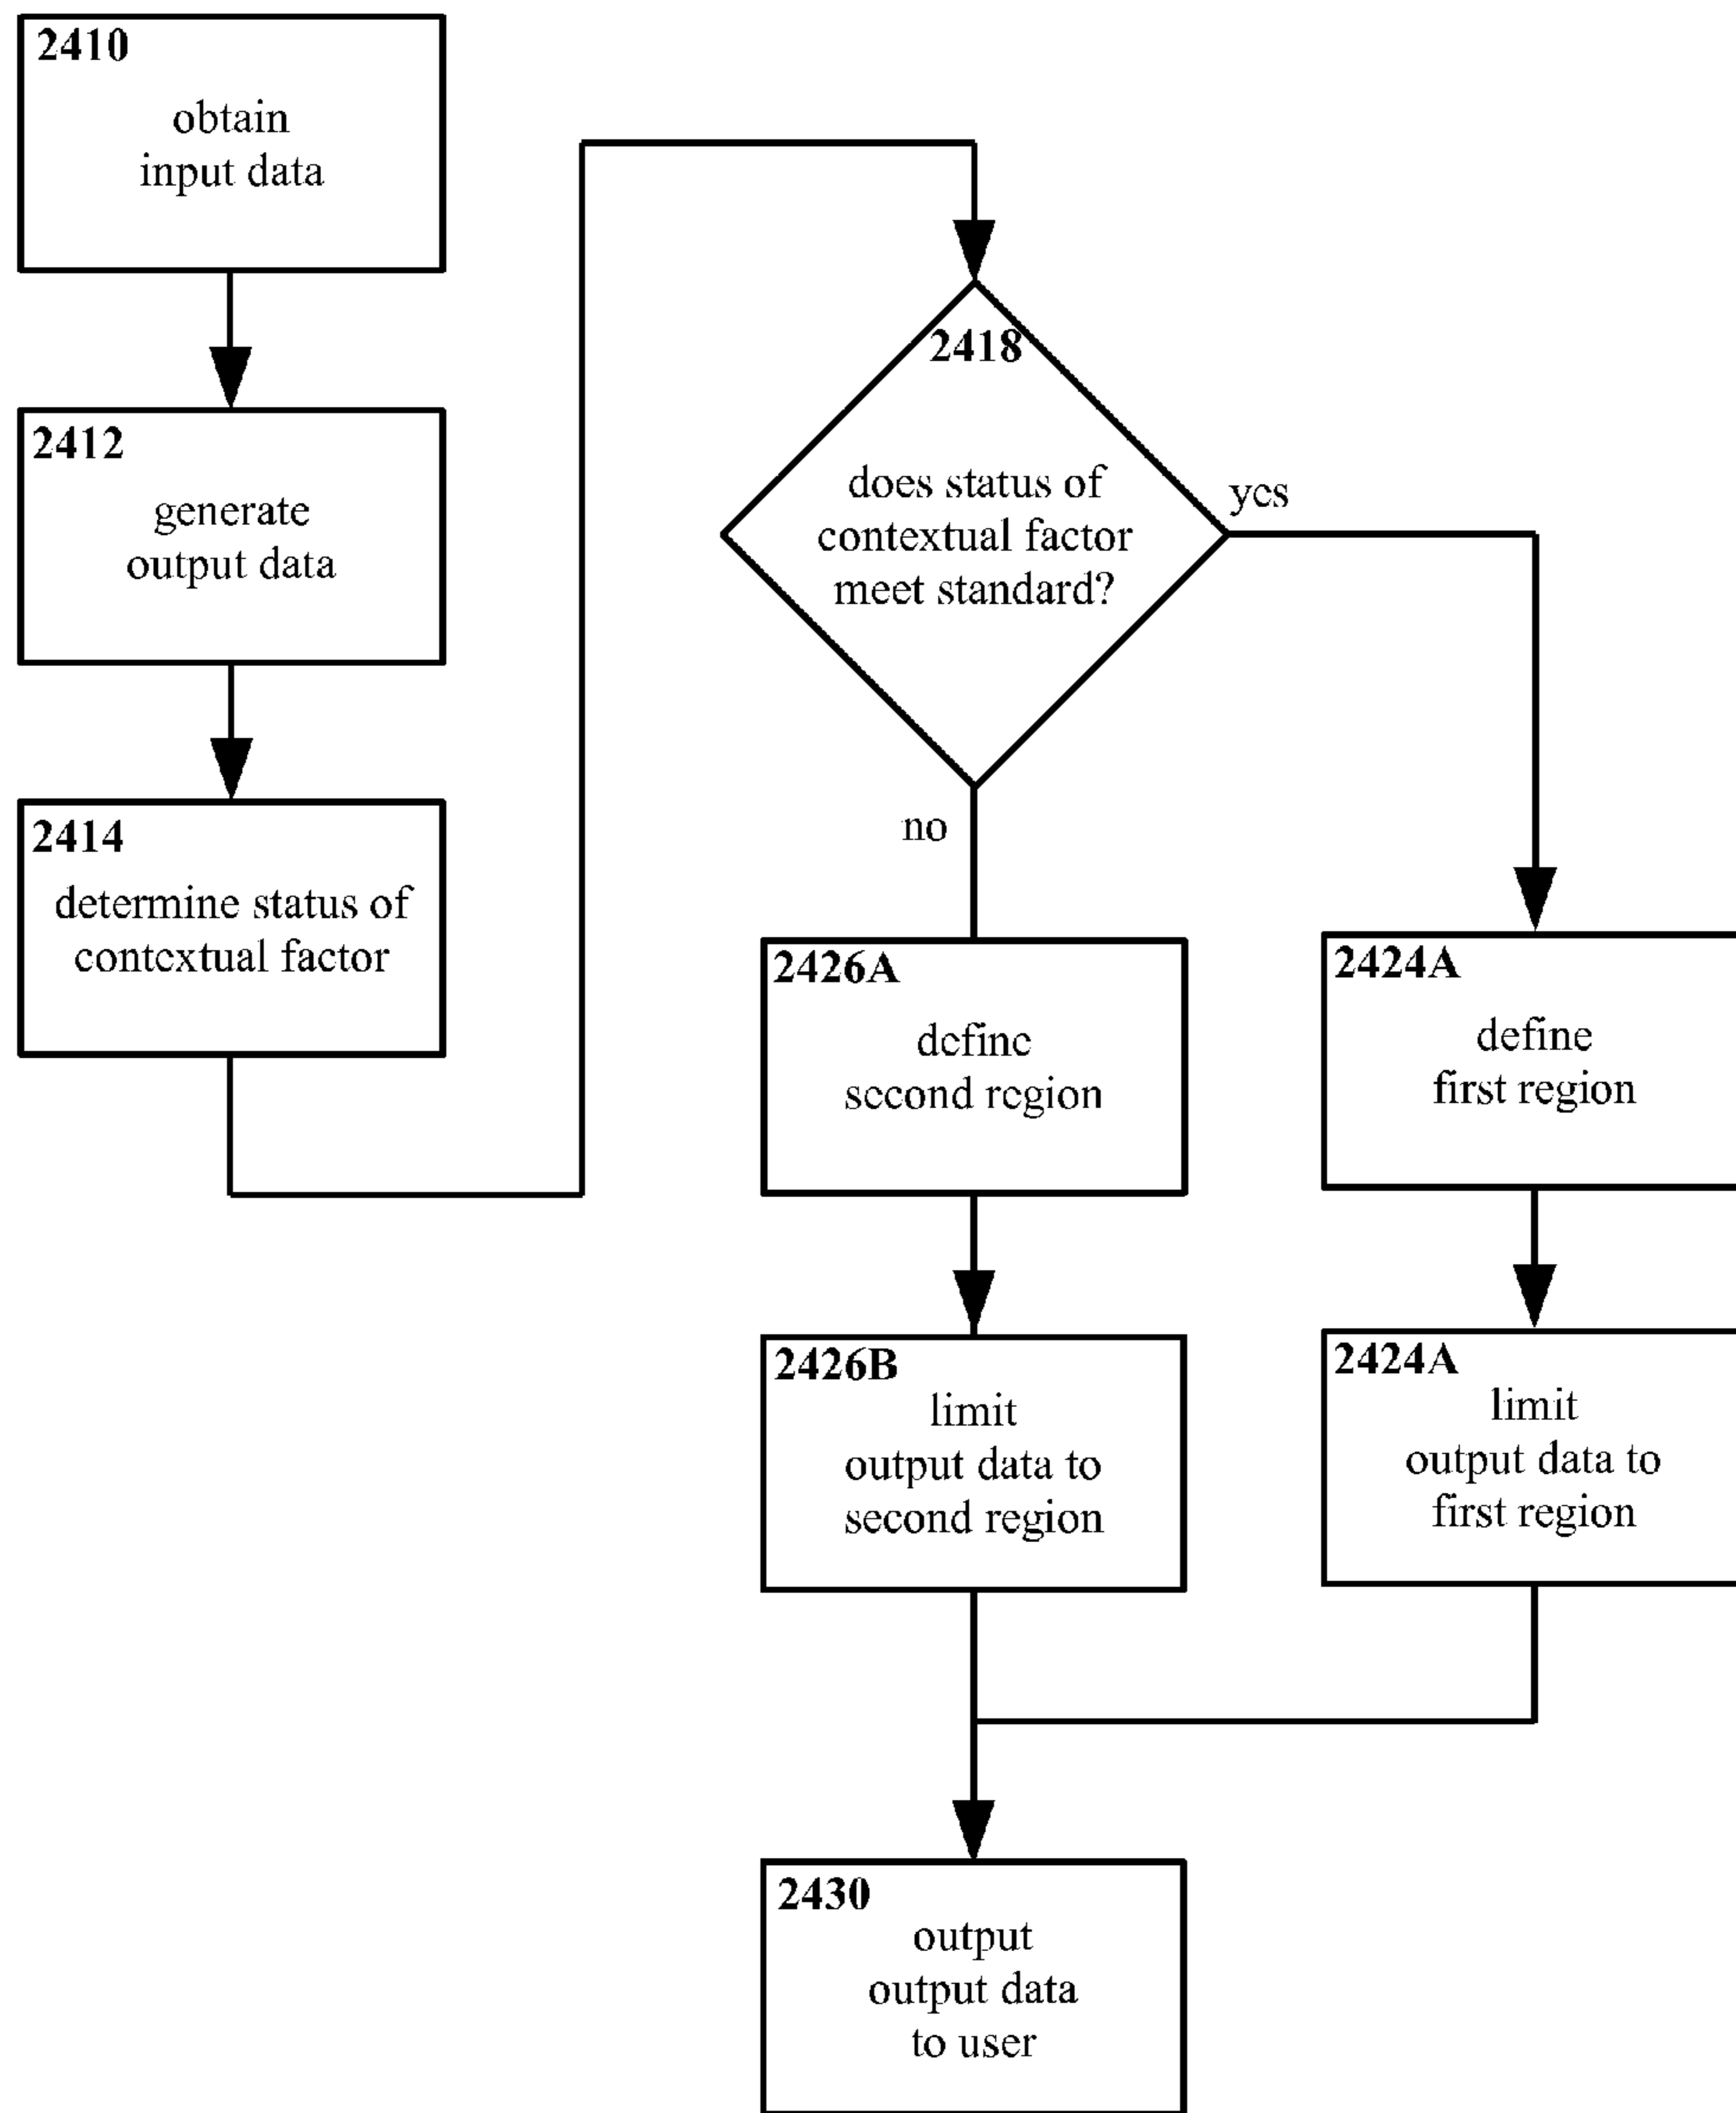 2410
obtain
input data
2412
generate
output data
2414
determine status of
contextual factor
2418
does status of
contextual factor
meet standard?
yes
no
2426A
define
second region
2424A
define
first region
2426B
limit
output data to
second region
2424A
limit
output data to
first region
2430
output
output data
to user